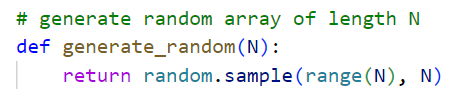 # generate random array of length N
def generate_random(N):
    return random.sample(range(N), N)